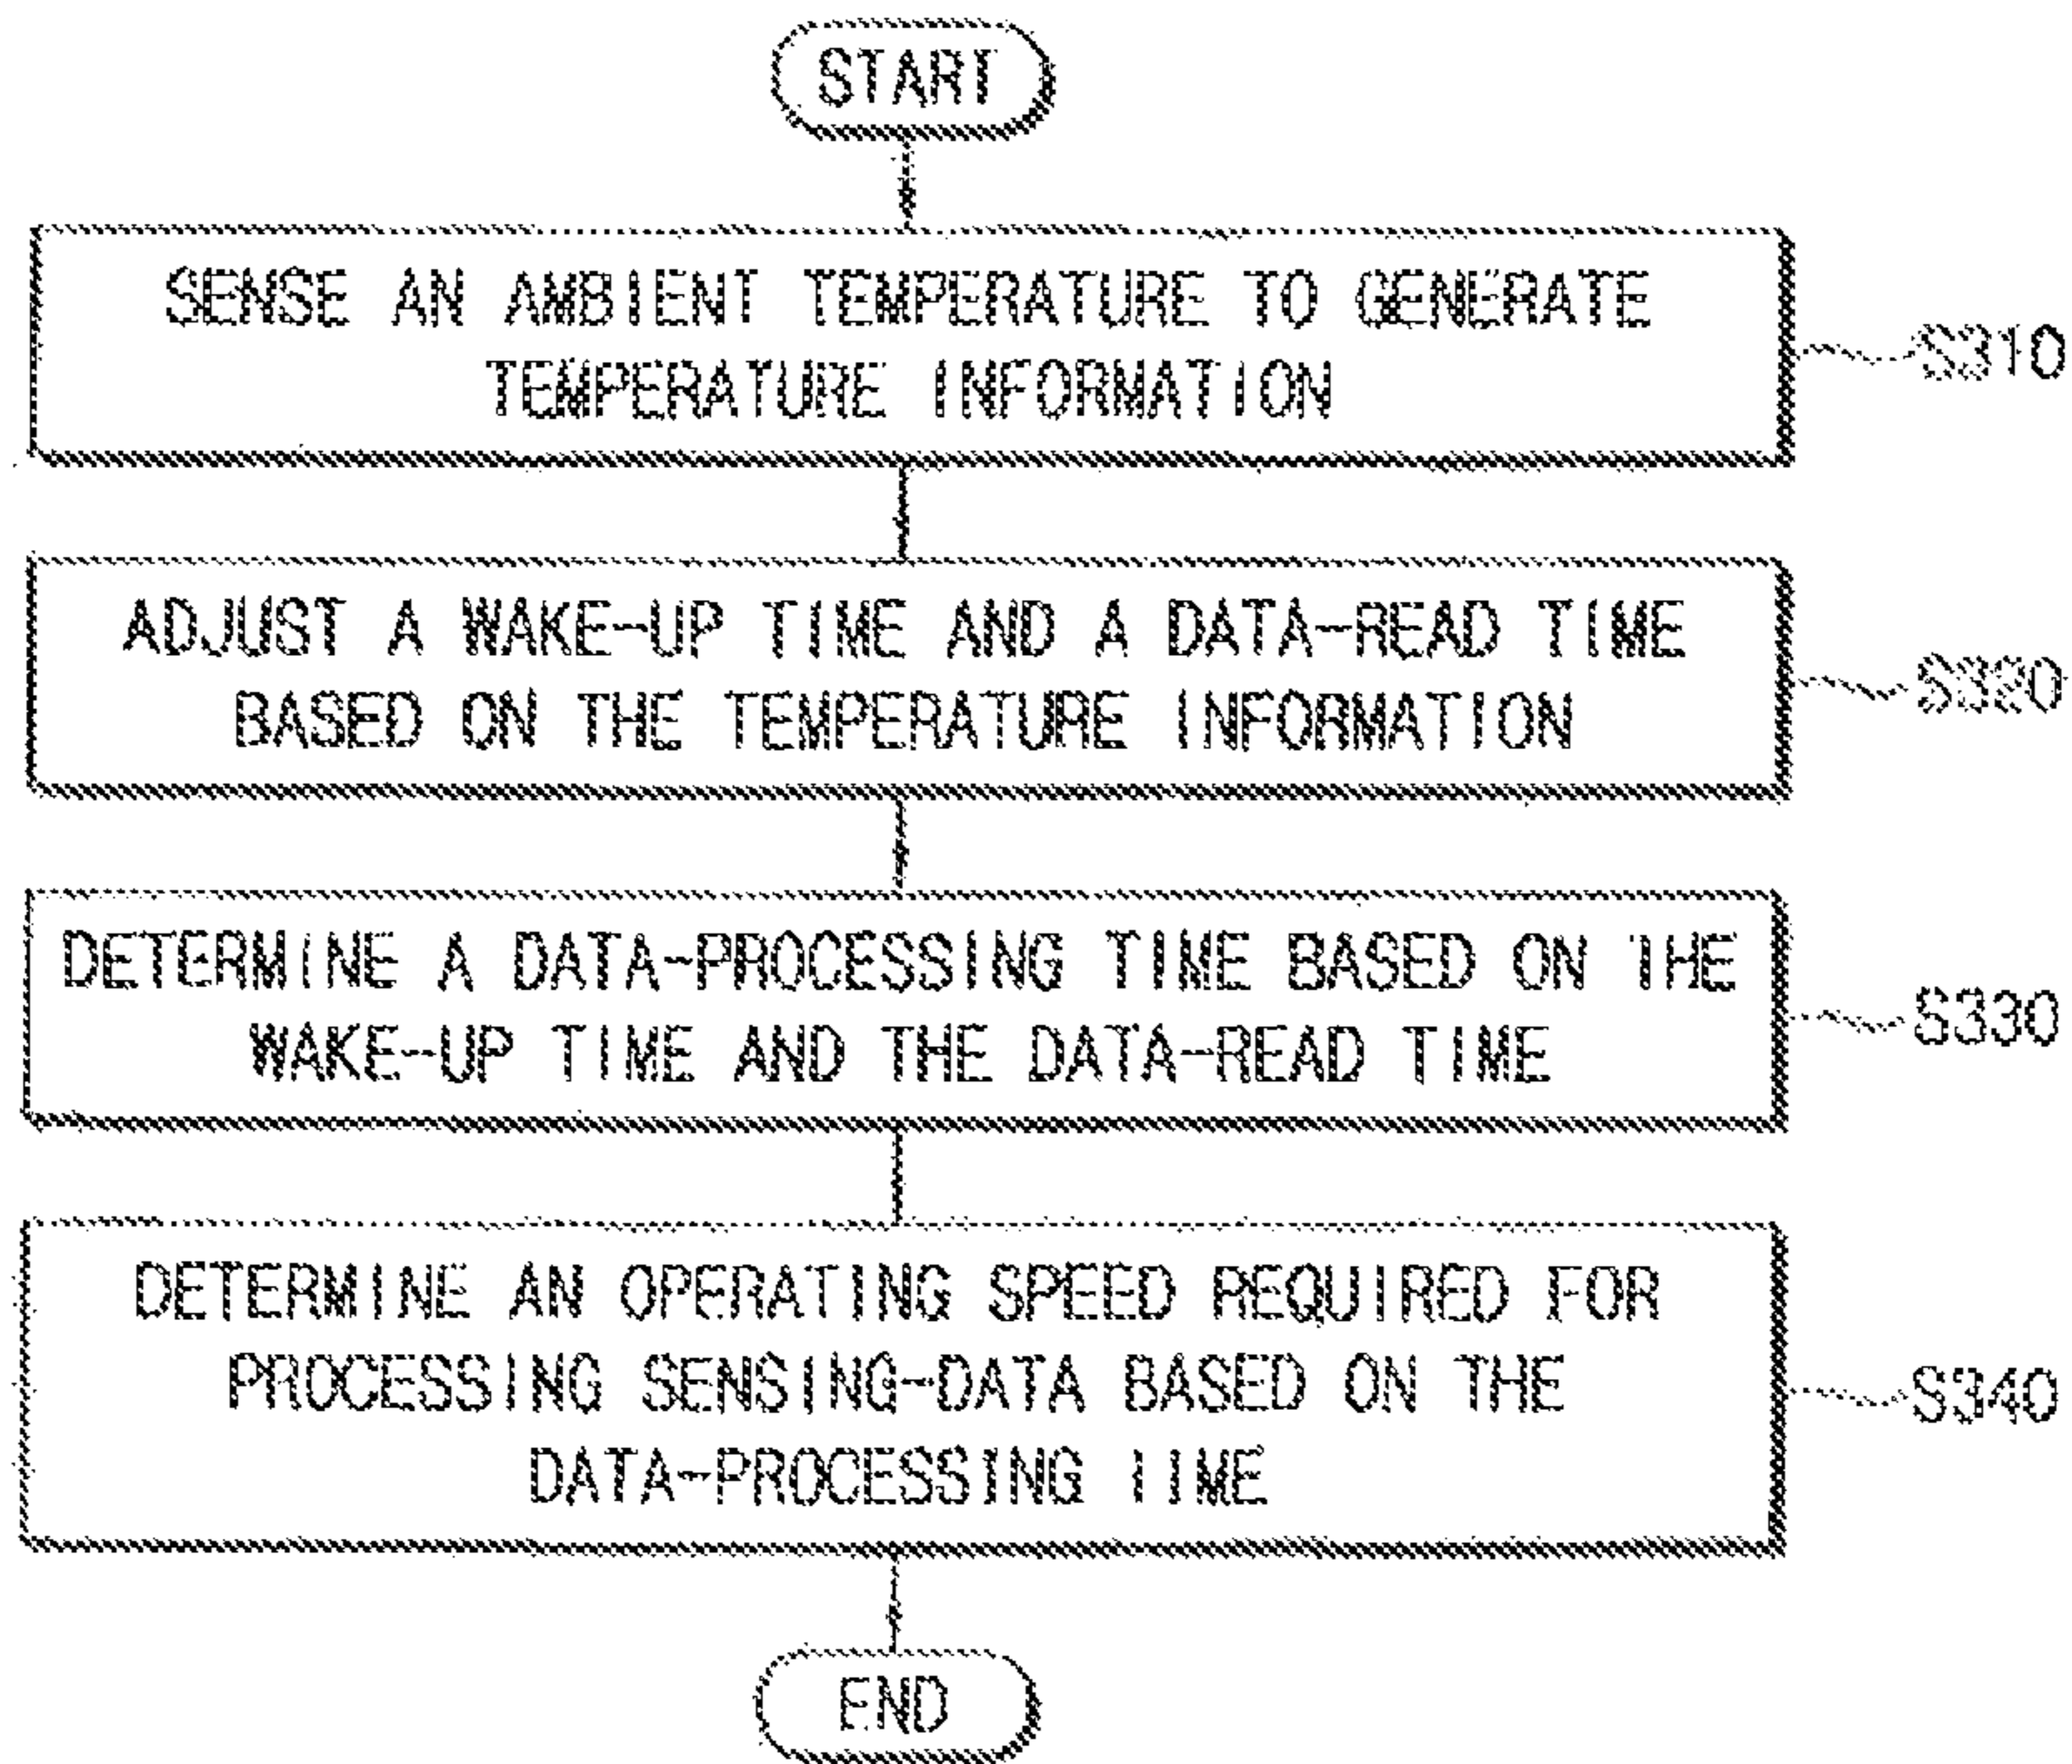 START
SENSE AN AMBIENT TEMPERATURE TO GENERATE
TEMPERATURE INFORMATION
S310
ADJUST A WAKE-UP TIME AND A DATA-READ TIME
BASED ON THE TEMPERATURE INFORMATION
S320
DETERMINE A DATA-PROCESSING TIME BASED ON THE
WAKE-UP TIME AND THE DATA-READ TIME
S330
DETERMINE AN OPERATING SPEED REQUIRED FOR
PROCESSING SENSING-DATA BASED ON THE
DATA-PROCESSING TIME
S340
END